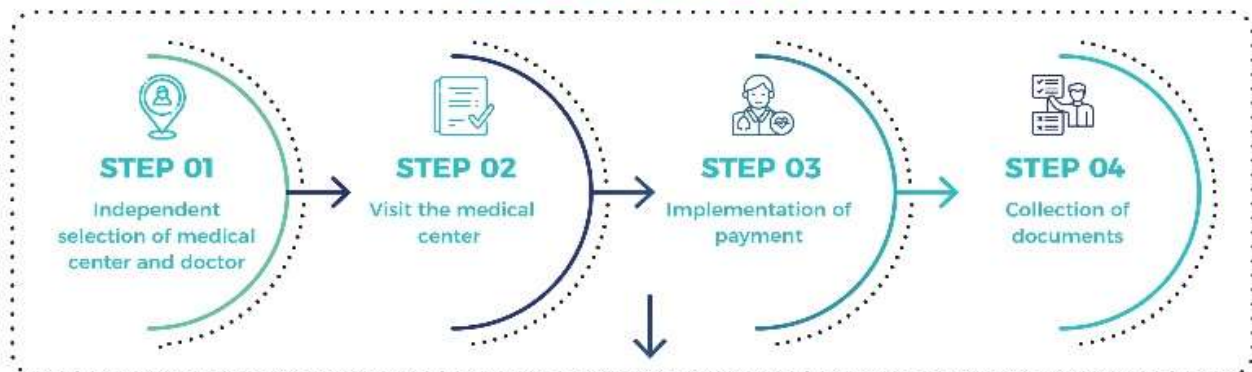 STEP 01
Independent
selection of medical
center and doctor
STEP 02
Visit the medical
center
STEP 03
Implementation of
payment
STEP 04
Collection of
documents